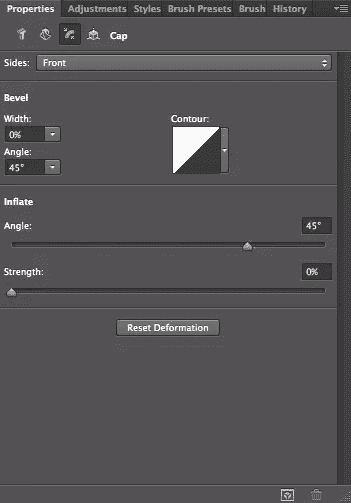 Properties Adjustments Styles Brush Presets Brush History
Cap
Sides: Front
Bevel
Width: Contour:
0%
Angle:
45°
Inflate
Angle: 45°
Strength: 0%
Reset Deformation